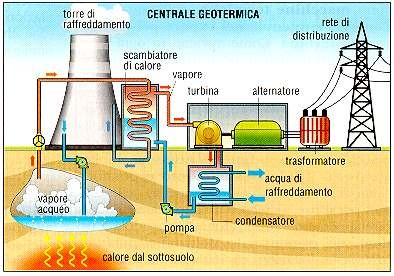 CENTRALE GEOTERMICA
torre di
raffreddamento
rete di
distribuzione
scambiatore
di calore
vapore
turbina
alternatore
trasformatore
vapore
acqueo
acqua di
raffreddamento
condensatore
pompa
calore dal sottosuolo